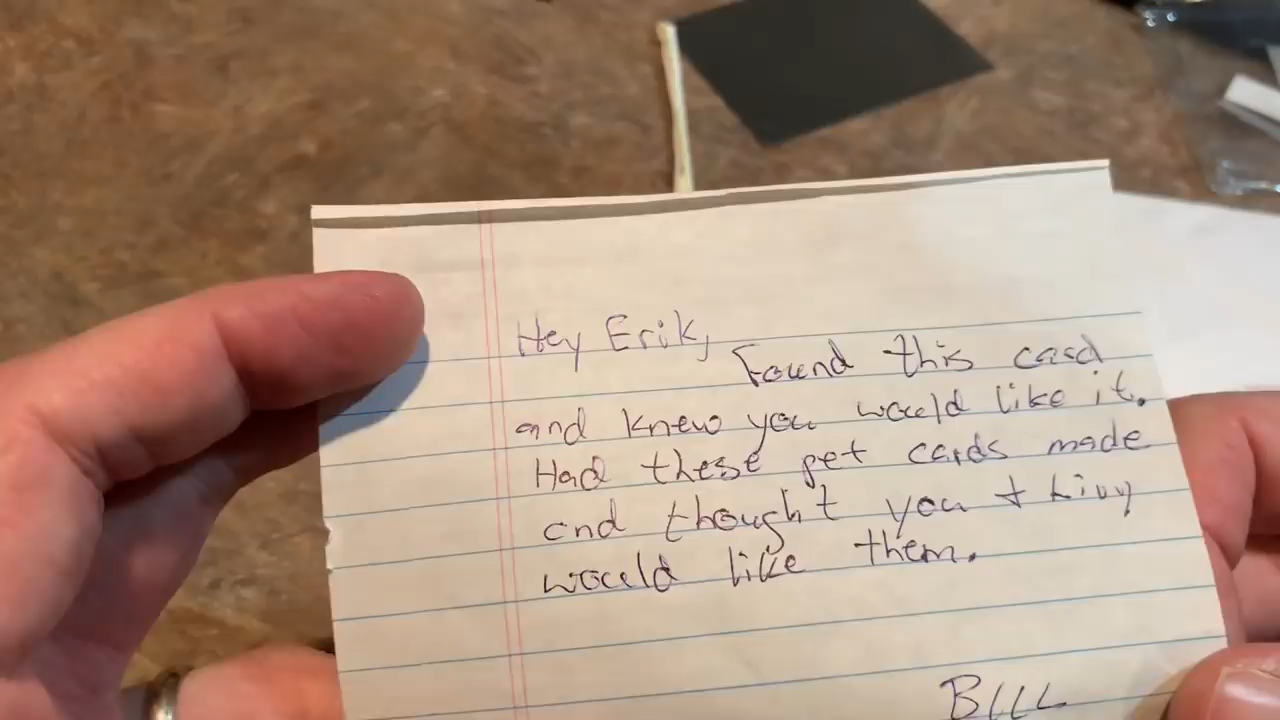 Hey Erik,
Found this card
and knew you would like it.
Had these pet cards made
and thought you + Livy
would like them.
BILL